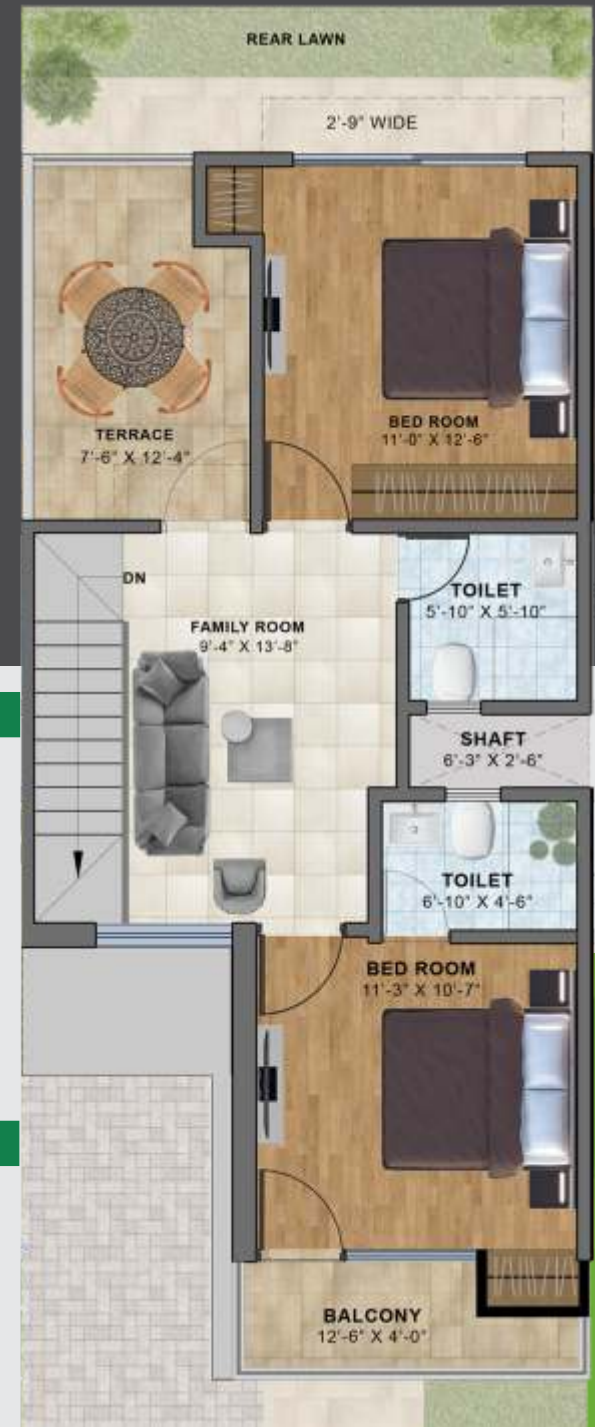 REAR LAWN
2'-9" WIDE
BED ROOM
11'-0" X 12'-6"
TERRACE
7'-6" X 12'-4"
DN
FAMILY ROOM
9'-4" X 13'-8"
TOILET
5'-10" X 5'-10"
SHAFT
6'-3" X 2'-6"
TOILET
6'-10" X 4'-6"
BED ROOM
11'-3" X 10'-7"
BALCONY
12'-6" X 4'-0"